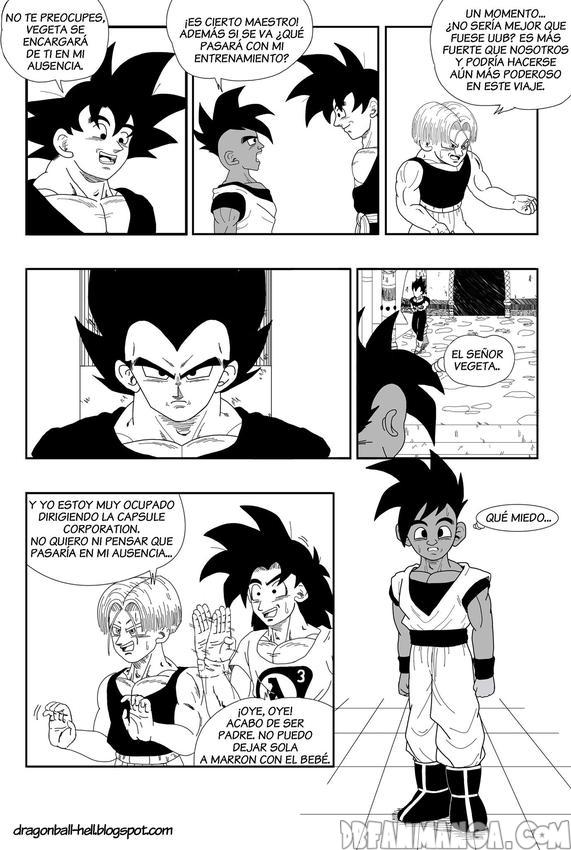 NO TE PREOCUPES,
VEGETA SE
ENCARGARÁ
DE TI EN MI
AUSENCIA.
¡ES CIERTO MAESTRO!
ADEMÁS SI SE VA ¿QUÉ
PASARÁ CON MI
ENTRENAMIENTO?
UN MOMENTO...
¿NO SERÍA MEJOR QUE
FUESE UUB? ES MÁS
FUERTE QUE NOSOTROS
Y PODRÍA HACERSE
AÚN MÁS PODEROSO
EN ESTE VIAJE.
EL SEÑOR
VEGETA..
Y YO ESTOY MUY OCUPADO
DIRIGIENDO LA CAPSULE
CORPORATION.
NO QUIERO NI PENSAR QUE
PASARÍA EN MI AUSENCIA...
3
¡OYE, OYE!
ACABO DE SER
PADRE. NO PUEDO
DEJAR SOLA
A MARRON CON EL BEBÉ.
QUÉ MIEDO...
dragonball-hell.blogspot.com
DBFANMANGA.COM